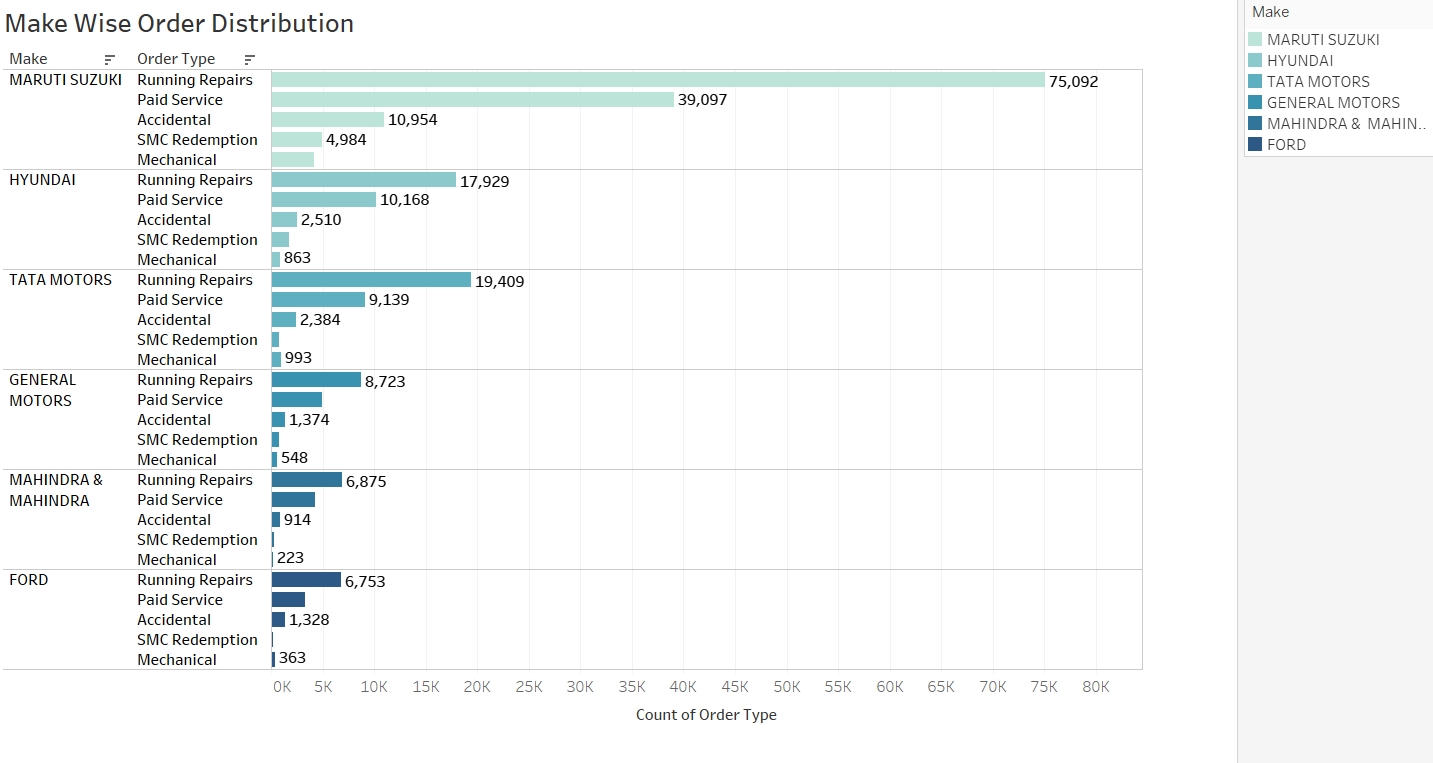 Make Wise Order Distribution
Make
Make Order Type
MARUTI SUZUKI Running Repairs 75,092
Paid Service 39,097
Accidental 10,954
SMC Redemption 4,984
Mechanical
HYUNDAI Running Repairs 17,929
Paid Service 10,168
Accidental 2,510
SMC Redemption
Mechanical 863
TATA MOTORS Running Repairs 19,409
Paid Service 9,139
Accidental 2,384
SMC Redemption
Mechanical 993
GENERAL Running Repairs 8,723
MOTORS Paid Service
Accidental 1,374
SMC Redemption
Mechanical 548
MAHINDRA & Running Repairs 6,875
MAHINDRA Paid Service
Accidental 914
SMC Redemption
Mechanical 223
FORD Running Repairs 6,753
Paid Service
Accidental 1,328
SMC Redemption
Mechanical 363
0K 5K 10K 15K 20K 25K 30K 35K 40K 45K 50K 55K 60K 65K 70K 75K 80K
Count of Order Type
MARUTI SUZUKI
HYUNDAI
TATA MOTORS
GENERAL MOTORS
MAHINDRA & MAHIN..
FORD